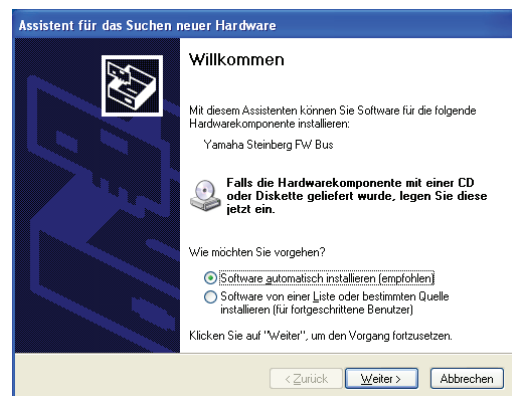 Assistent für das Suchen neuer Hardware
Willkommen
Mit diesem Assistenten können Sie Software für die folgende
Hardwarekomponente installieren:
Yamaha Steinberg FW Bus
Falls die Hardwarekomponente mit einer CD
oder Diskette geliefert wurde, legen Sie diese
jetzt ein.
Wie möchten Sie vorgehen?
Software automatisch installieren (empfohlen)
Software von einer Liste oder bestimmten Quelle
installieren (für fortgeschrittene Benutzer)
Klicken Sie auf "Weiter", um den Vorgang fortzusetzen.
< Zurück Weiter > Abbrechen